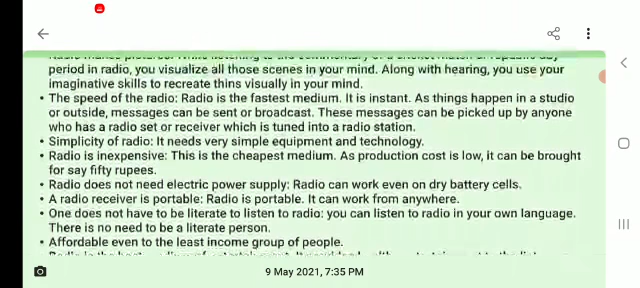 period in radio, you visualize all those scenes in your mind. Along with hearing, you use your
imaginative skills to recreate thins visually in your mind.
• The speed of the radio: Radio is the fastest medium. It is instant. As things happen in a studio
or outside, messages can be sent or broadcast. These messages can be picked up by anyone
who has a radio set or receiver which is tuned into a radio station.
• Simplicity of radio: It needs very simple equipment and technology.
• Radio is inexpensive: This is the cheapest medium. As production cost is low, it can be brought
for say fifty rupees.
• Radio does not need electric power supply: Radio can work even on dry battery cells.
• A radio receiver is portable: Radio is portable. It can work from anywhere.
• One does not have to be literate to listen to radio: you can listen to radio in your own language.
There is no need to be a literate person.
• Affordable even to the least income group of people.
9 May 2021, 7:35 PM